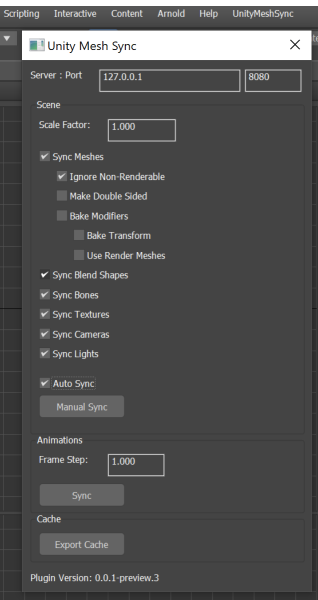 Scripting Interactive Content Arnold Help UnityMeshSync
Unity Mesh Sync
Server : Port 127.0.0.1 8080
Scene
Scale Factor: 1.000
Sync Meshes
Ignore Non-Renderable
Make Double Sided
Bake Modifiers
Bake Transform
Use Render Meshes
Sync Blend Shapes
Sync Bones
Sync Textures
Sync Cameras
Sync Lights
Auto Sync
Manual Sync
Animations
Frame Step: 1.000
Sync
Cache
Export Cache
Plugin Version: 0.0.1-preview.3